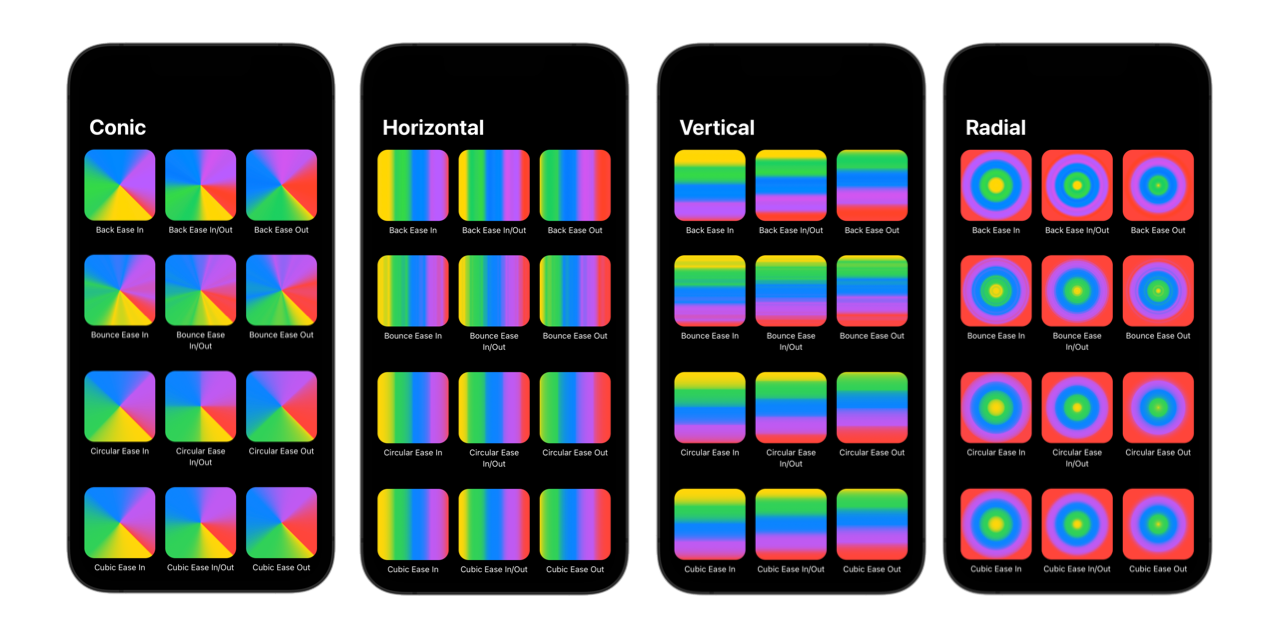 Conic
Back Ease In
Back Ease In/Out
Back Ease Out
Bounce Ease In
Bounce Ease
In/Out
Bounce Ease Out
Circular Ease In
Circular Ease
In/Out
Circular Ease Out
Cubic Ease In
Cubic Ease In/Out
Cubic Ease Out
Horizontal
Back Ease In
Back Ease In/Out
Back Ease Out
Bounce Ease In
Bounce Ease
In/Out
Bounce Ease Out
Circular Ease In
Circular Ease
In/Out
Circular Ease Out
Cubic Ease In
Cubic Ease In/Out
Cubic Ease Out
Vertical
Back Ease In
Back Ease In/Out
Back Ease Out
Bounce Ease In
Bounce Ease
In/Out
Bounce Ease Out
Circular Ease In
Circular Ease
In/Out
Circular Ease Out
Cubic Ease In
Cubic Ease In/Out
Cubic Ease Out
Radial
Back Ease In
Back Ease In/Out
Back Ease Out
Bounce Ease In
Bounce Ease
In/Out
Bounce Ease Out
Circular Ease In
Circular Ease
In/Out
Circular Ease Out
Cubic Ease In
Cubic Ease In/Out
Cubic Ease Out